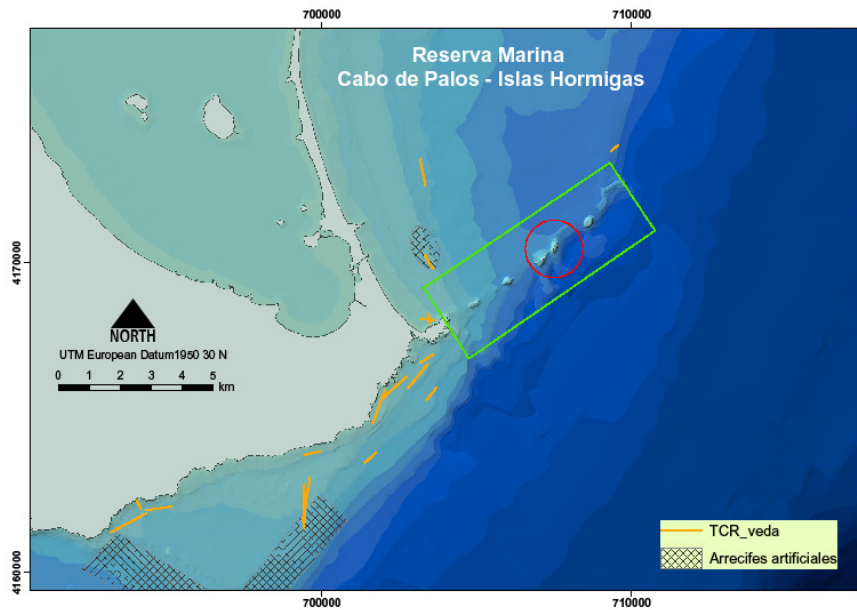 700000
710000
Reserva Marina
Cabo de Palos - Islas Hormigas
4170000
NORTH
UTM European Datum1950 30 N
0 1 2 3 4 5
km
TCR_veda
Arrecifes artificiales
4160000
700000
710000